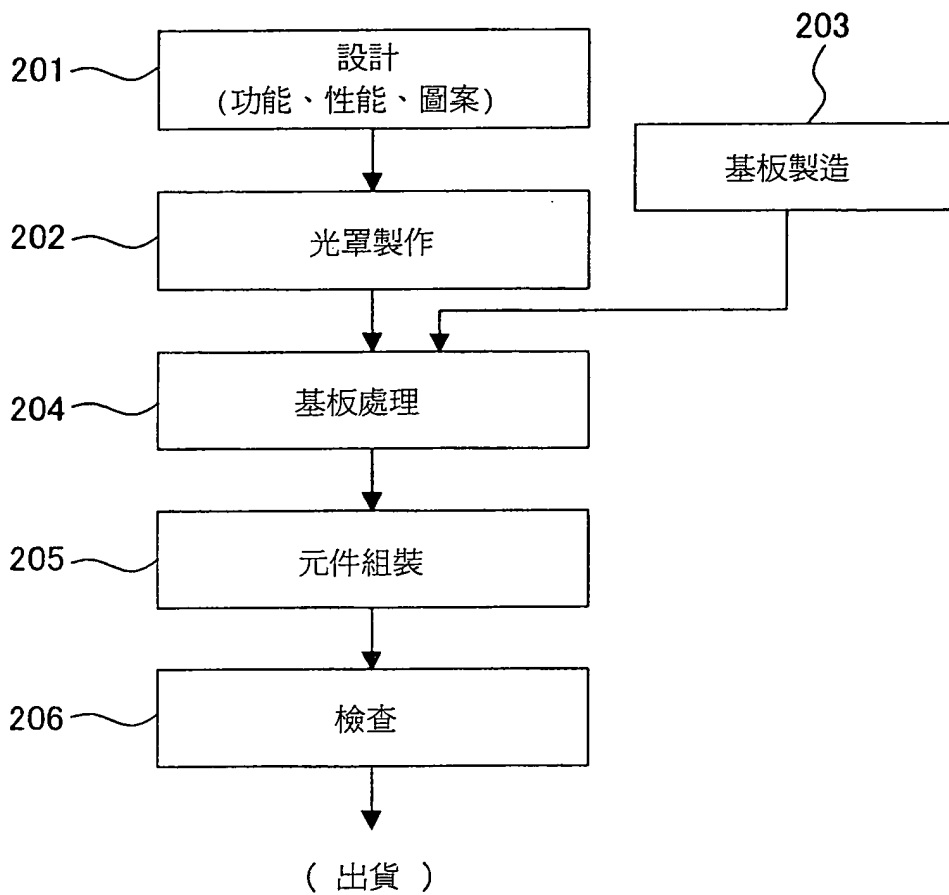 203
201
設計
(功能、性能、圖案)
基板製造
202
光罩製作
204
基板處理
205
元件組裝
206
檢查
( 出貨 )